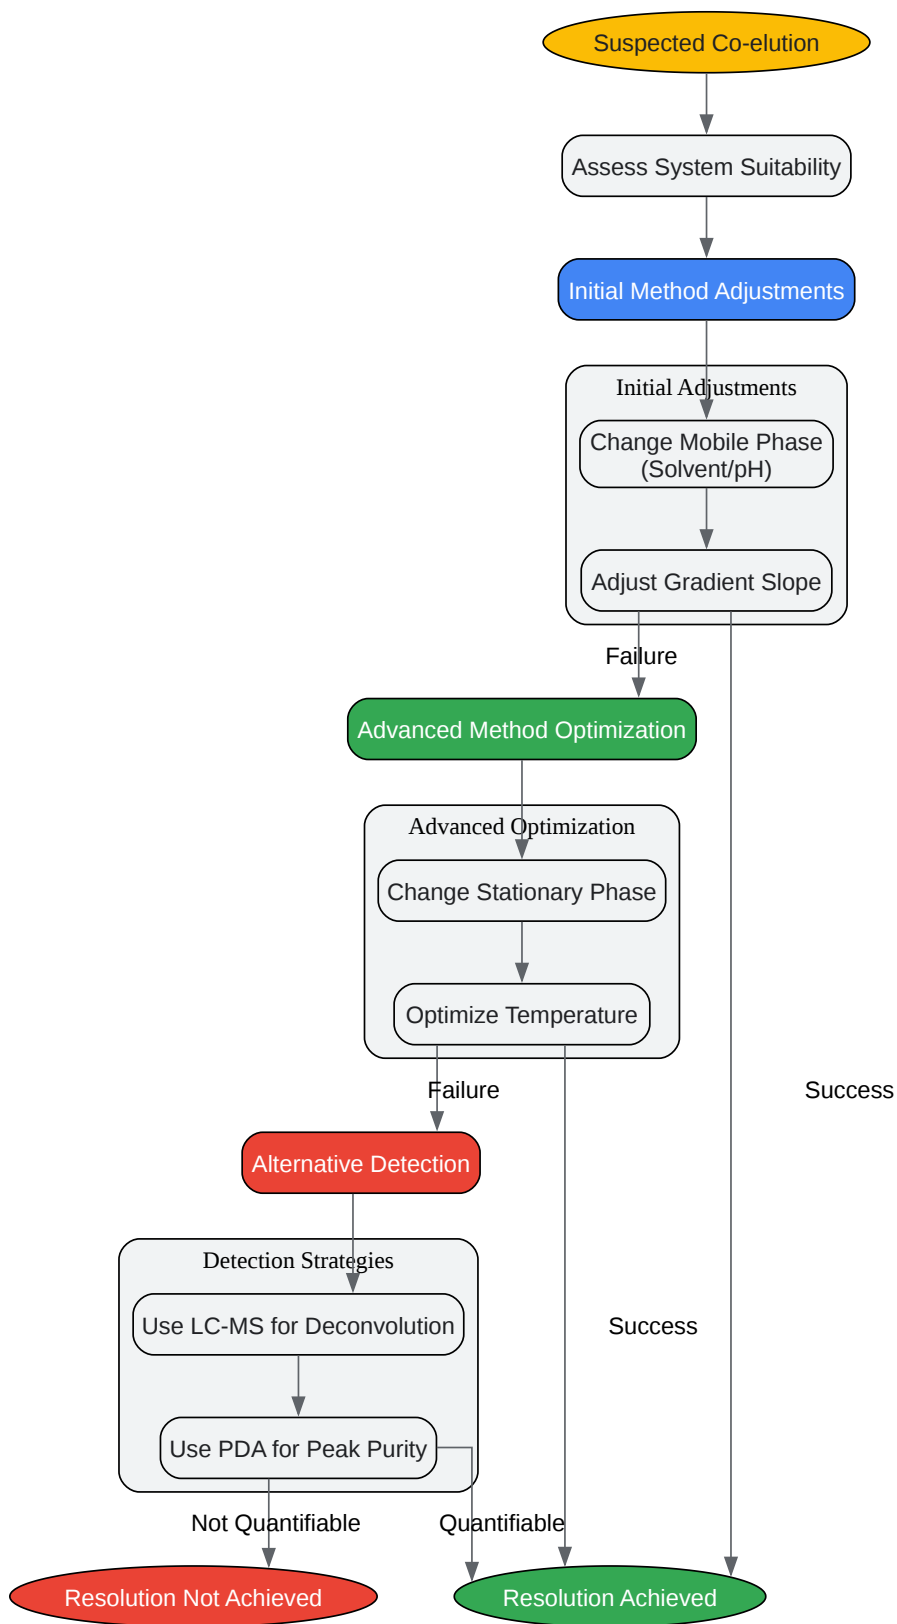 Suspected Co-elution
Assess System Suitability
Initial Method Adjustments
Initial Adjustments
Change Mobile Phase
(Solvent/pH)
Adjust Gradient Slope
Failure
Advanced Method Optimization
Advanced Optimization
Change Stationary Phase
Optimize Temperature
Failure
Success
Alternative Detection
Detection Strategies
Use LC-MS for Deconvolution
Success
Use PDA for Peak Purity
Not Quantifiable
Quantifiable
Resolution Not Achieved
Resolution Achieved